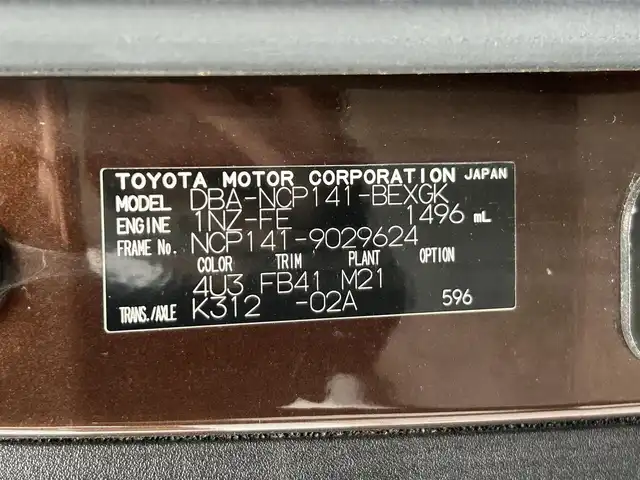 TOYOTA MOTOR CORPORATION JAPAN
MODEL DBA-NCP141-BEXGK
ENGINE 1NZ-FE 1496 mL
FRAME No. NCP141-9029624
COLOR TRIM PLANT OPTION
4U3 FB41 M21
TRANS./AXLE K312 -02A 596